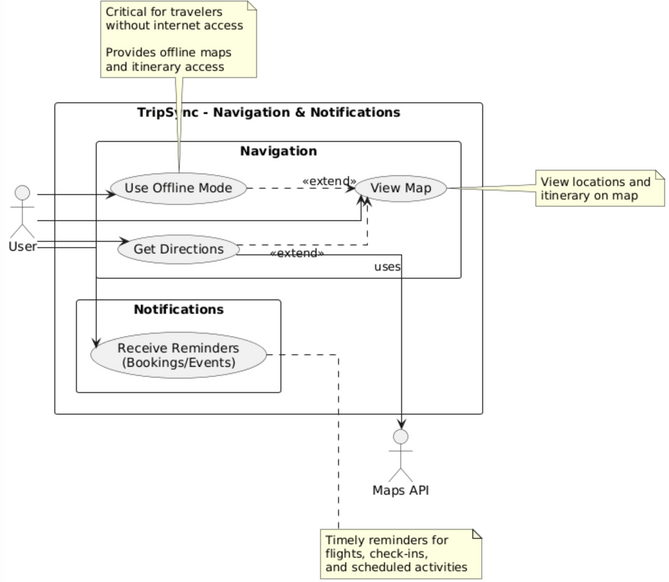 Critical for travelers
without internet access
Provides offline maps
and itinerary access
TripSync - Navigation & Notifications
Navigation
Use Offline Mode
«extend»
View Map
View locations and
itinerary on map
User
Get Directions
«extend»
uses
Notifications
Receive Reminders
(Bookings/Events)
Maps API
Timely reminders for
flights, check-ins,
and scheduled activities